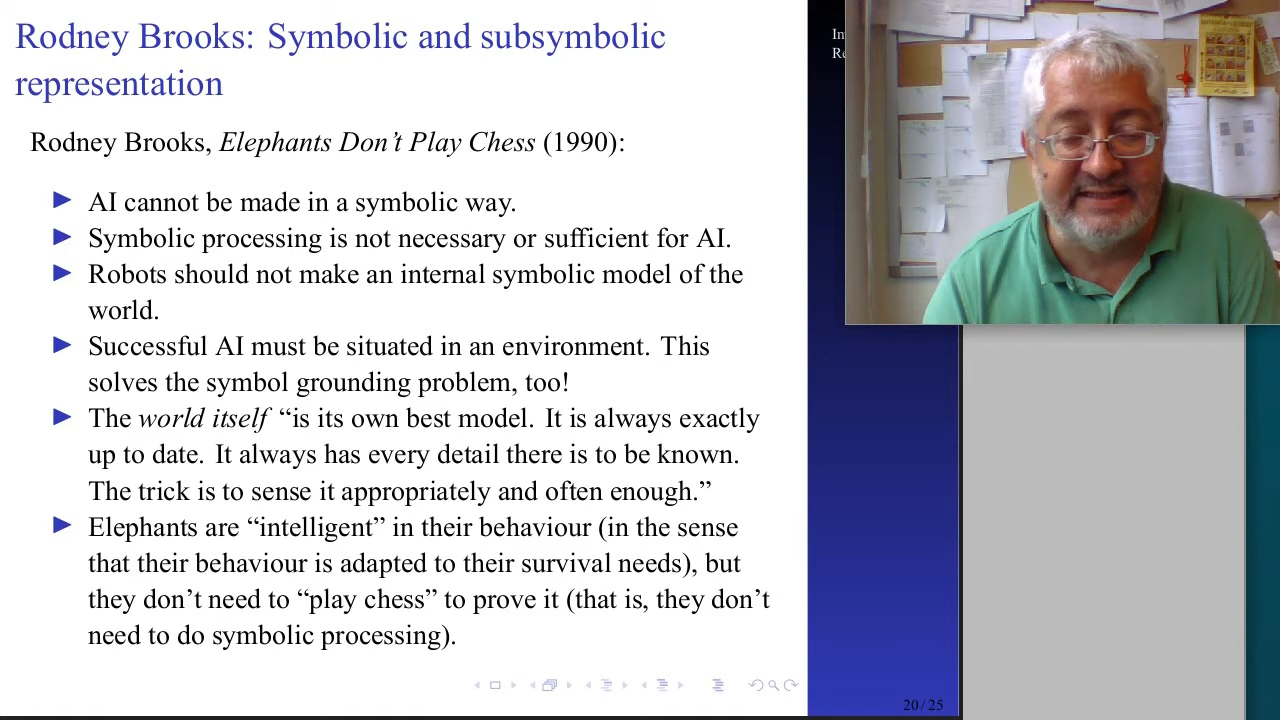 Rodney Brooks: Symbolic and subsymbolic
representation
Rodney Brooks, Elephants Don’t Play Chess (1990):
AI cannot be made in a symbolic way.
Symbolic processing is not necessary or sufficient for AI.
Robots should not make an internal symbolic model of the
world.
Successful AI must be situated in an environment. This
solves the symbol grounding problem, too!
The world itself “is its own best model. It is always exactly
up to date. It always has every detail there is to be known.
The trick is to sense it appropriately and often enough.”
Elephants are “intelligent” in their behaviour (in the sense
that their behaviour is adapted to their survival needs), but
they don’t need to “play chess” to prove it (that is, they don’t
need to do symbolic processing).
20/25